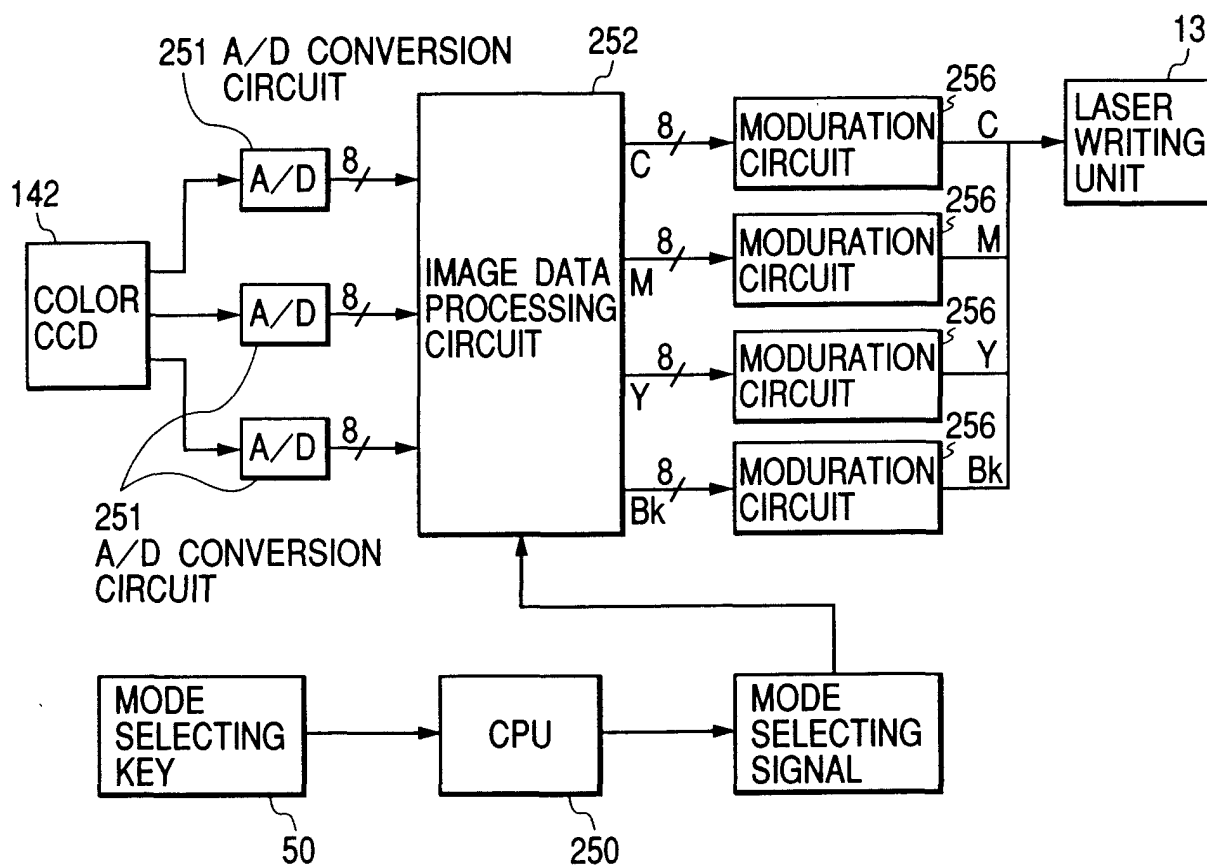 251 A/D CONVERSION
CIRCUIT
252
256
13
142
COLOR
CCD
A/D
8
A/D
8
A/D
8
251
A/D CONVERSION
CIRCUIT
IMAGE DATA
PROCESSING
CIRCUIT
8
C
MODURATION
CIRCUIT
C
LASER
WRITING
UNIT
8
M
256
MODURATION
CIRCUIT
M
8
Y
256
MODURATION
CIRCUIT
Y
8
Bk
256
MODURATION
CIRCUIT
Bk
MODE
SELECTING
KEY
50
CPU
250
MODE
SELECTING
SIGNAL